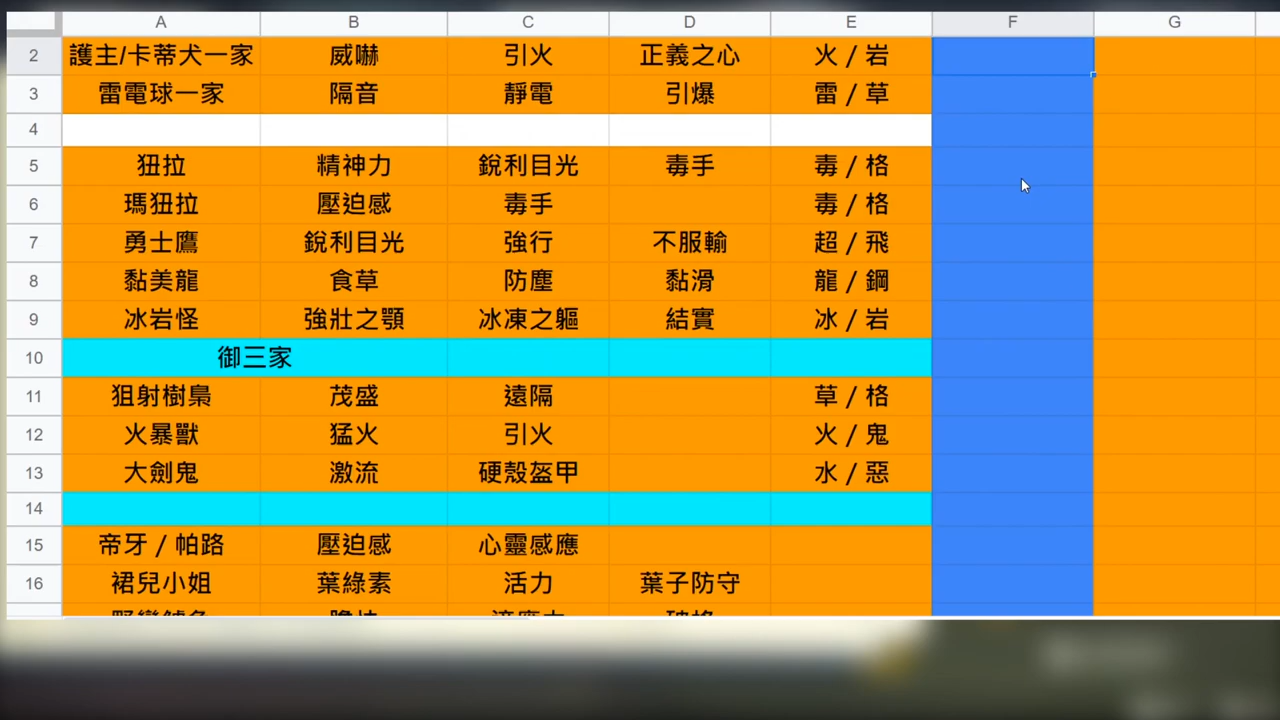 A B C D E F G
2 護主/卡蒂犬一家 威嚇 引火 正義之心 火 / 岩
3 雷電球一家 隔音 靜電 引爆 雷 / 草
4
5 狃拉 精神力 銳利目光 毒手 毒 / 格
6 瑪狃拉 壓迫感 毒手 毒 / 格
7 勇士鷹 銳利目光 強行 不服輸 超 / 飛
8 黏美龍 食草 防塵 黏滑 龍 / 鋼
9 冰岩怪 強壯之顎 冰凍之軀 結實 冰 / 岩
10 御三家
11 狙射樹梟 茂盛 遠隔 草 / 格
12 火暴獸 猛火 引火 火 / 鬼
13 大劍鬼 激流 硬殼盔甲 水 / 惡
14
15 帝牙 / 帕路 壓迫感 心靈感應
16 裙兒小姐 葉綠素 活力 葉子防守